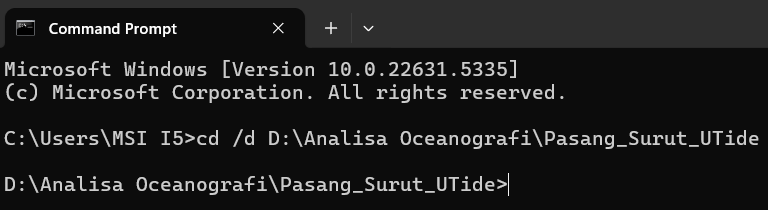 Command Prompt
Microsoft Windows [Version 10.0.22631.5335]
(c) Microsoft Corporation. All rights reserved.
C:\Users\MSI I5>cd /d D:\Analisa Oceanografi\Pasang_Surut_UTide
D:\Analisa Oceanografi\Pasang_Surut_UTide>